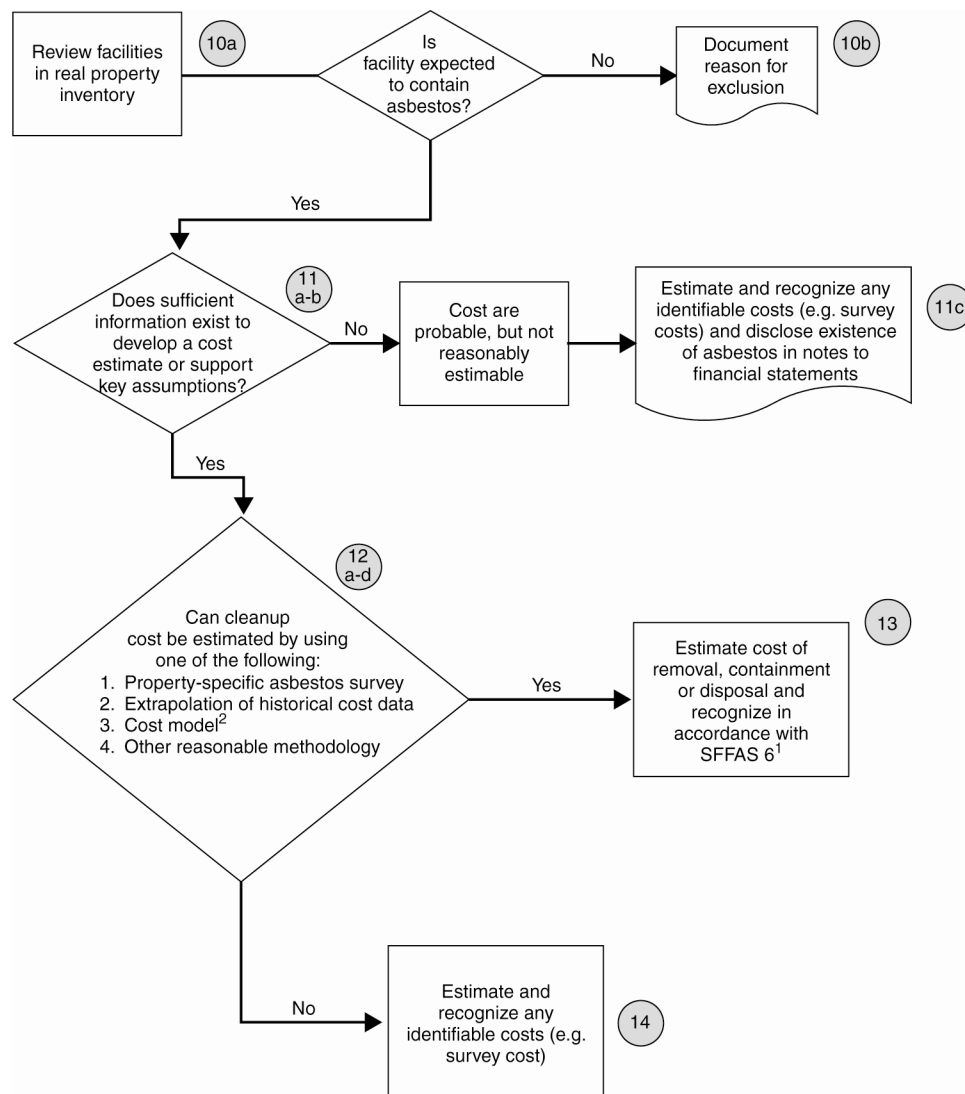 Review facilities
in real property
inventory
10a
Is
facility expected
to contain
asbestos?
No
Document
reason for
exclusion
10b
Yes
Does sufficient
information exist to
develop a cost
estimate or support
key assumptions?
11
a-b
No
Cost are
probable, but not
reasonably
estimable
Estimate and recognize any
identifiable costs (e.g. survey
costs) and disclose existence
of asbestos in notes to
financial statements
11c
Yes
12
a-d
Can cleanup
cost be estimated by using
one of the following:
1. Property-specific asbestos survey
2. Extrapolation of historical cost data
3. Cost model2
4. Other reasonable methodology
Yes
Estimate cost of
removal, containment
or disposal and
recognize in
accordance with
SFFAS 61
13
No
Estimate and
recognize any
identifiable costs (e.g.
survey cost)
14